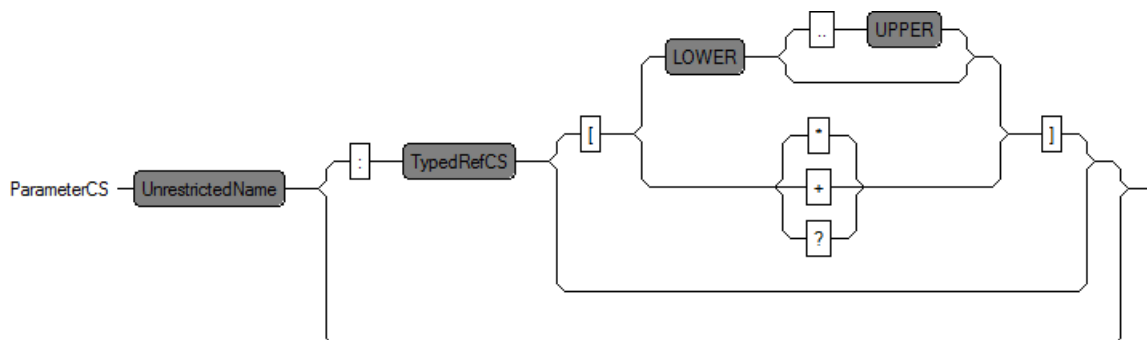 .. UPPER
LOWER
[ * ]
: TypedRefCS
ParameterCS UnrestrictedName +
?